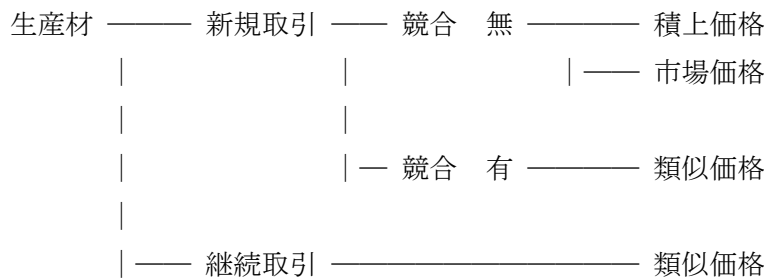 生産材 ――― 新規取引 ―― 競合　無 ―――― 積上価格
｜ ｜ ｜―― 市場価格
｜ ｜
｜ ｜― 競合　有 ―――― 類似価格
｜
｜―― 継続取引 ――――――――――― 類似価格